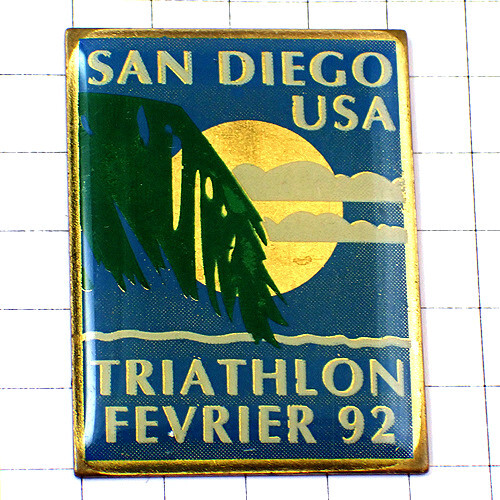 SAN DIEGO
USA
TRIATHLON
FEVRIER 92